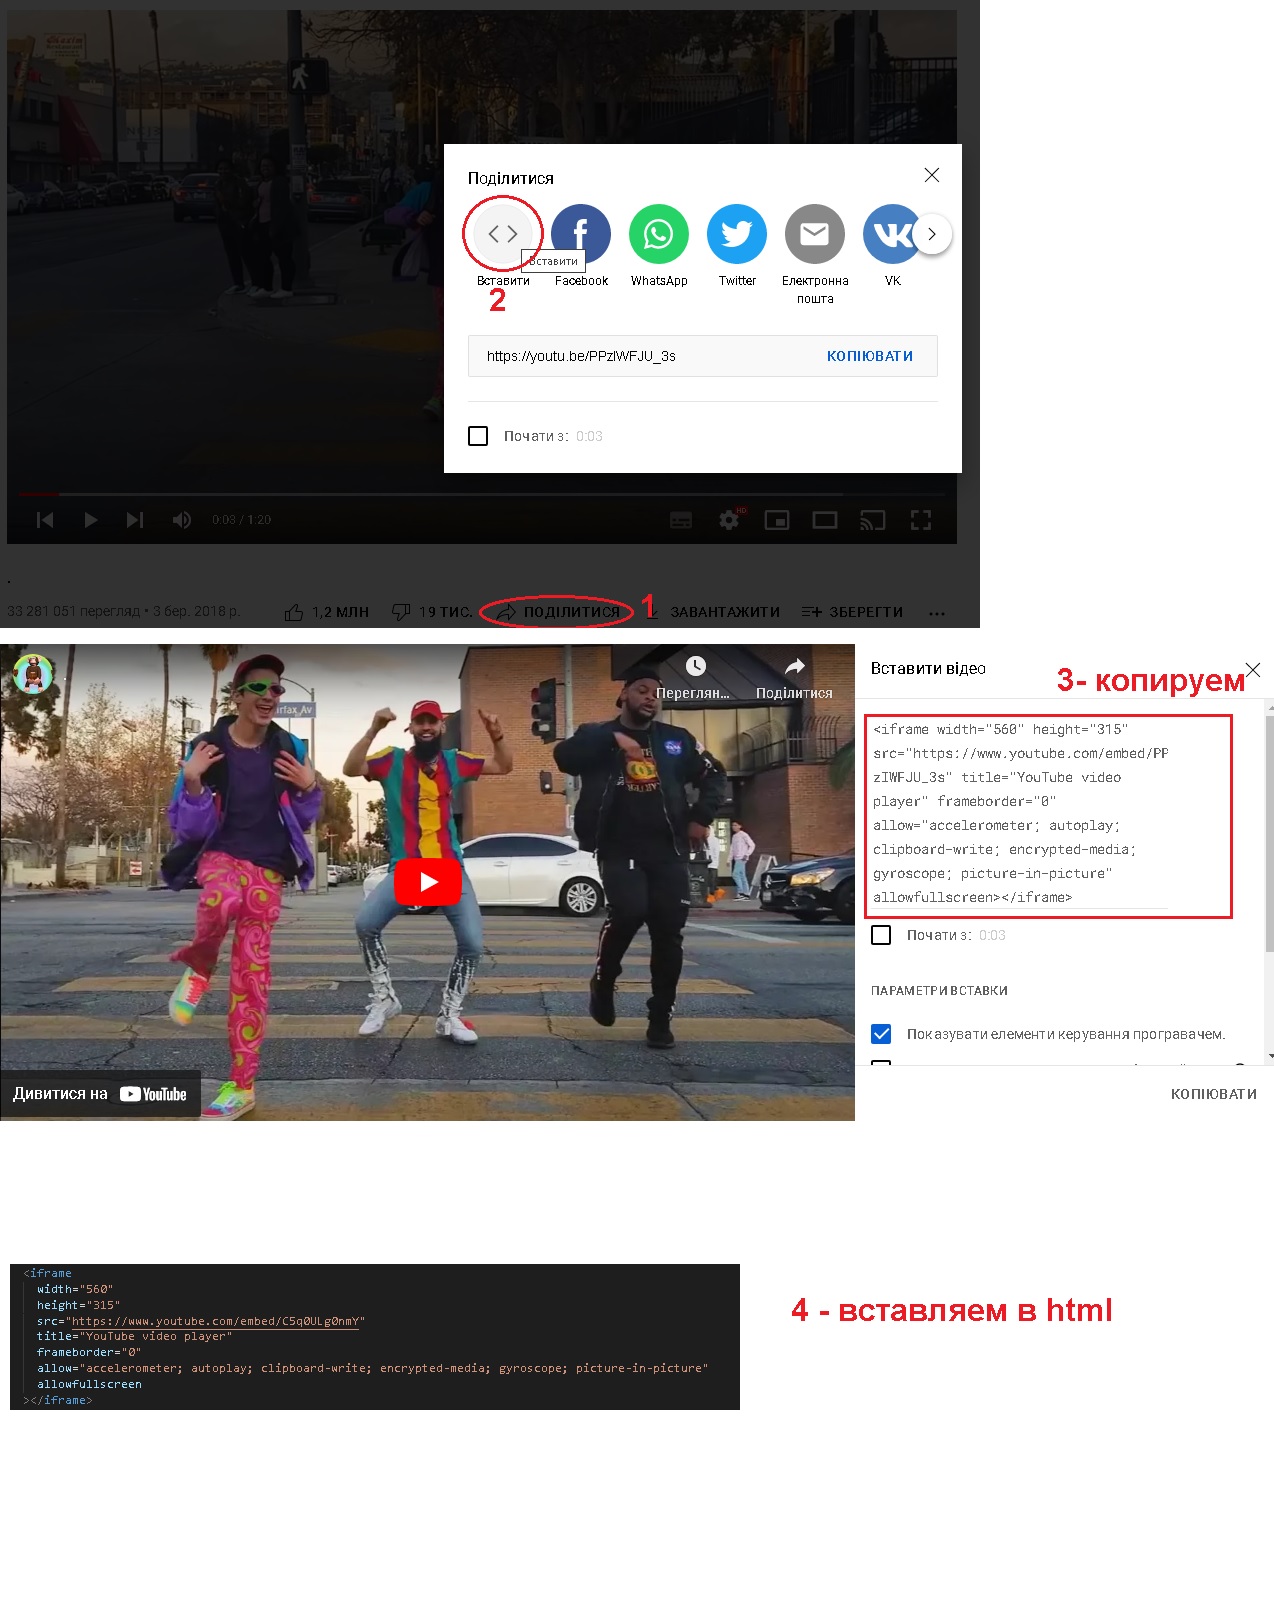 Поділитися
Вставити
Вставити
Facebook
WhatsApp
Twitter
Електронна пошта
VK
2
https://youtu.be/PPzIWFJU_3s
КОПІЮВАТИ
Почати з: 0:03
0:03 / 1:20
HD
.
33 281 051 перегляд • 3 бер. 2018 р.
1,2 МЛН
19 ТИС.
ПОДІЛИТИСЯ
1
ЗАВАНТАЖИТИ
ЗБЕРЕГТИ
Переглян...
Поділитися
irfax Av
Дивитися на YouTube
Вставити відео
3- копируем
<iframe width="560" height="315"
src="https://www.youtube.com/embed/PP
zIWFJU_3s" title="YouTube video
player" frameborder="0"
allow="accelerometer; autoplay;
clipboard-write; encrypted-media;
gyroscope; picture-in-picture"
allowfullscreen></iframe>
Почати з: 0:03
ПАРАМЕТРИ ВСТАВКИ
Показувати елементи керування програвачем.
КОПІЮВАТИ
<iframe
width="560"
height="315"
src="https://www.youtube.com/embed/C5q0ULg0nmY"
title="YouTube video player"
frameborder="0"
allow="accelerometer; autoplay; clipboard-write; encrypted-media; gyroscope; picture-in-picture"
allowfullscreen
></iframe>
4 - вставляем в html